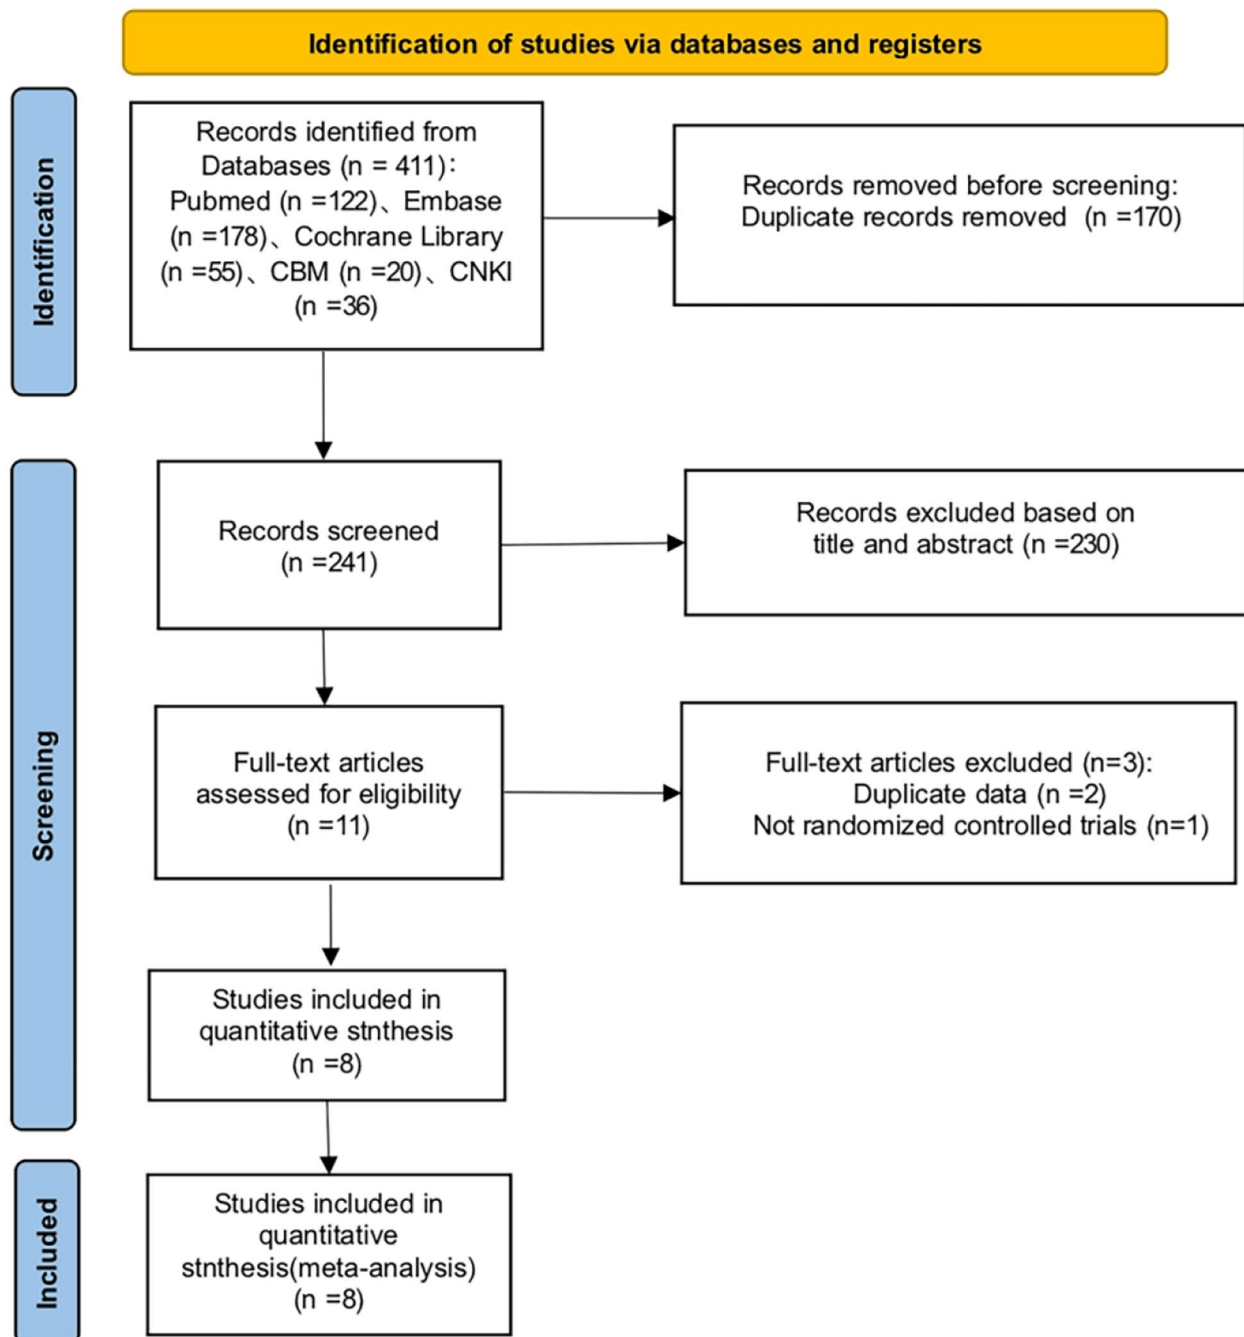 Identification of studies via databases and registers
Identification
Records identified from
Databases (n = 411)：
Pubmed (n =122)、Embase
(n =178)、Cochrane Library
(n =55)、CBM (n =20)、CNKI
(n =36)
Records removed before screening:
Duplicate records removed (n =170)
Screening
Records screened
(n =241)
Records excluded based on
title and abstract (n =230)
Full-text articles
assessed for eligibility
(n =11)
Full-text articles excluded (n=3):
Duplicate data (n =2)
Not randomized controlled trials (n=1)
Studies included in
quantitative stnthesis
(n =8)
Included
Studies included in
quantitative
stnthesis(meta-analysis)
(n =8)